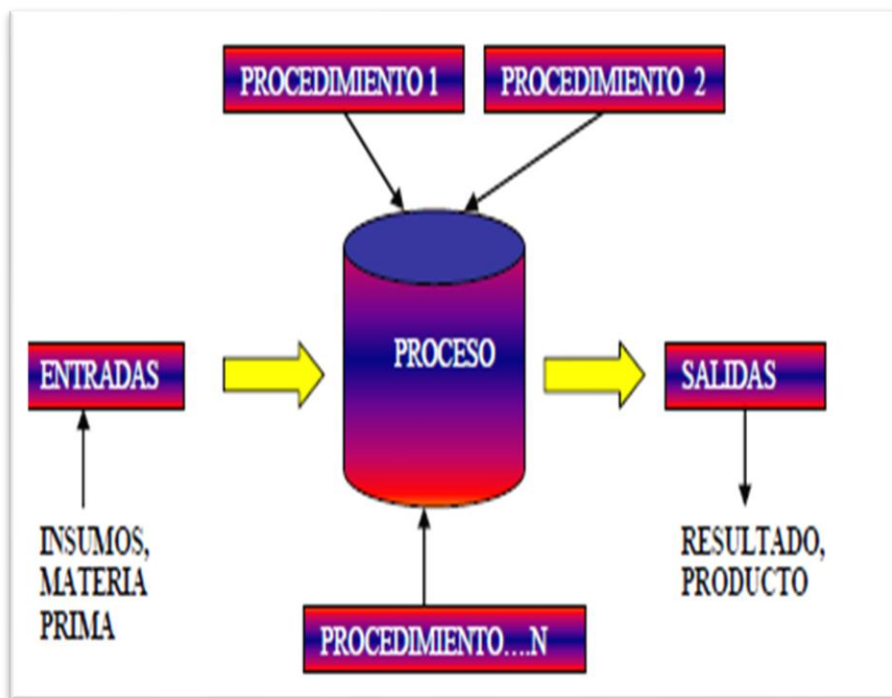 PROCEDIMIENTO 1
PROCEDIMIENTO 2
ENTRADAS
PROCESO
SALIDAS
INSUMOS,
MATERIA
PRIMA
RESULTADO,
PRODUCTO
PROCEDIMIENTO....N